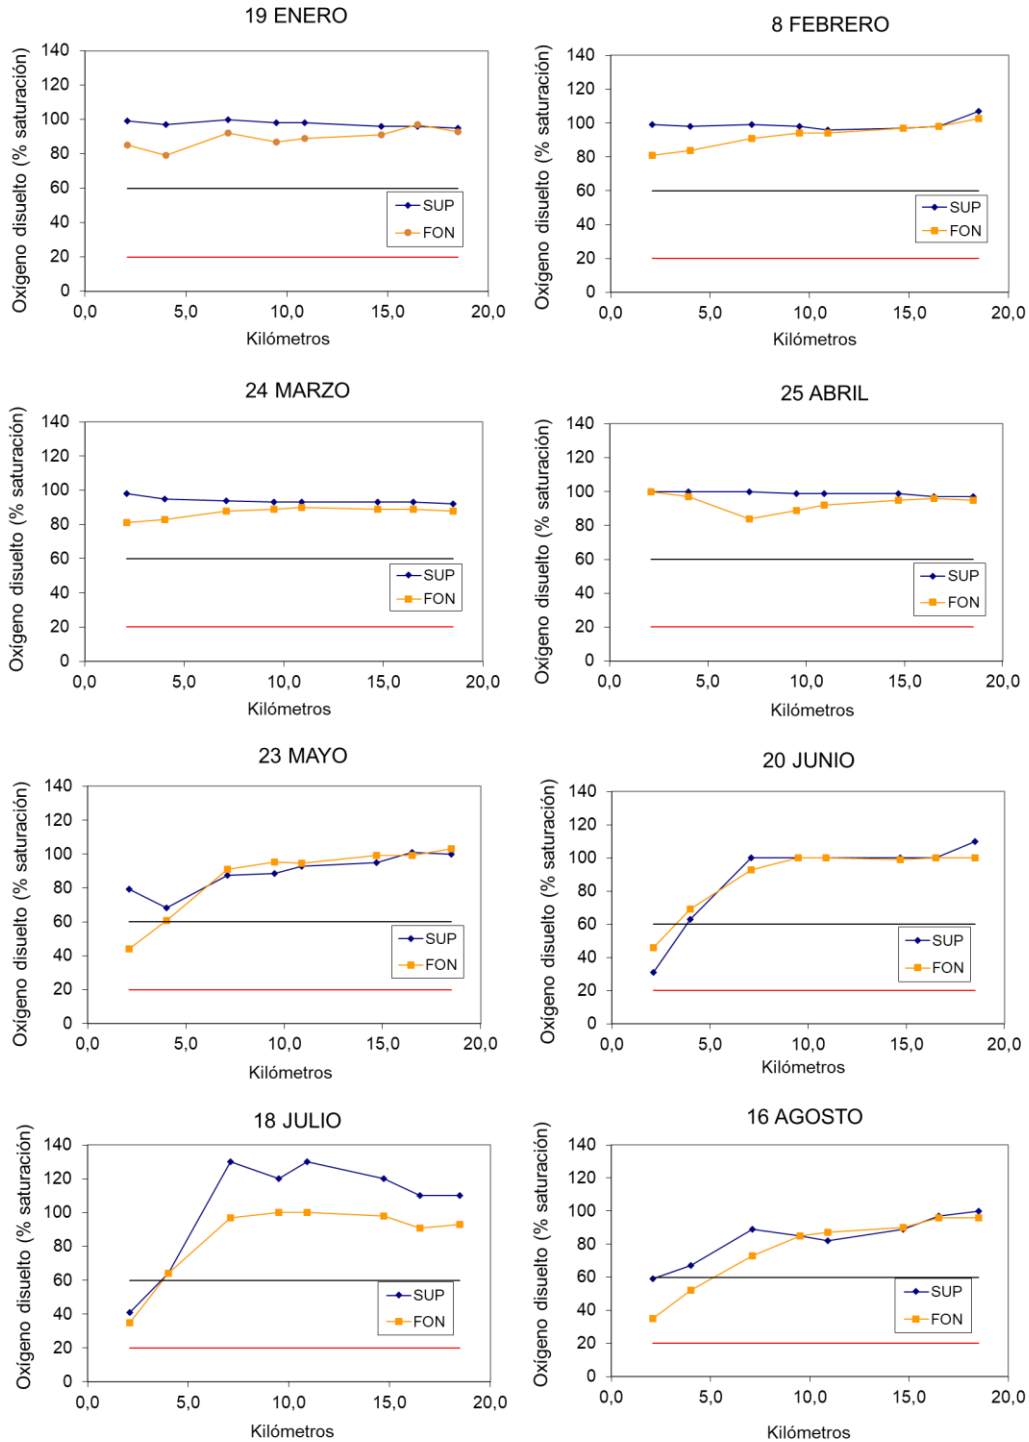 19 ENERO
Oxígeno disuelto (% saturación)
140
120
100
80
60
40
20
0
SUP
FON
0,0 5,0 10,0 15,0 20,0
Kilómetros
8 FEBRERO
Oxígeno disuelto (% saturación)
140
120
100
80
60
40
20
0
SUP
FON
0,0 5,0 10,0 15,0 20,0
Kilómetros
24 MARZO
Oxígeno disuelto (% saturación)
140
120
100
80
60
40
20
0
SUP
FON
0,0 5,0 10,0 15,0 20,0
Kilómetros
25 ABRIL
Oxígeno disuelto (% saturación)
140
120
100
80
60
40
20
0
SUP
FON
0,0 5,0 10,0 15,0 20,0
Kilómetros
23 MAYO
Oxígeno disuelto (% saturación)
140
120
100
80
60
40
20
0
SUP
FON
0,0 5,0 10,0 15,0 20,0
Kilómetros
20 JUNIO
Oxígeno disuelto (% saturación)
140
120
100
80
60
40
20
0
SUP
FON
0,0 5,0 10,0 15,0 20,0
Kilómetros
18 JULIO
Oxígeno disuelto (% saturación)
140
120
100
80
60
40
20
0
SUP
FON
0,0 5,0 10,0 15,0 20,0
Kilómetros
16 AGOSTO
Oxígeno disuelto (% saturación)
140
120
100
80
60
40
20
0
SUP
FON
0,0 5,0 10,0 15,0 20,0
Kilómetros